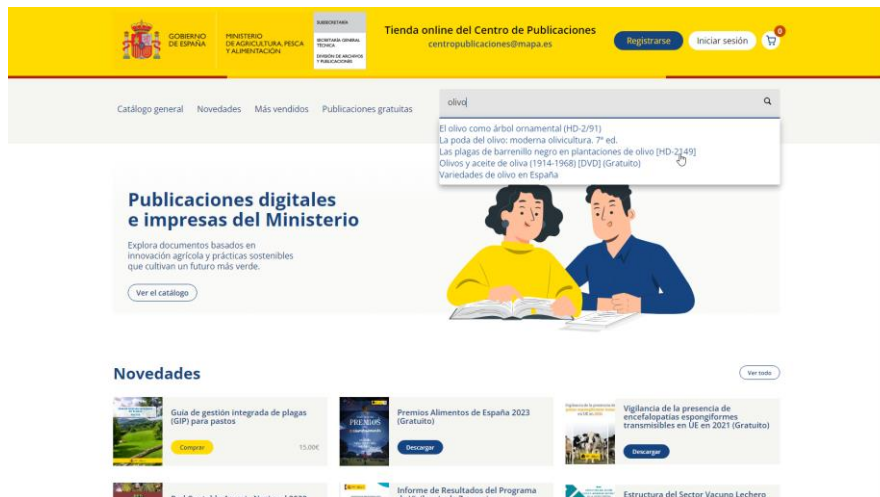 GOBIERNO
DE ESPAÑA
MINISTERIO
DE AGRICULTURA, PESCA
Y ALIMENTACIÓN
SUBSECRETARÍA
SECRETARÍA GENERAL
TÉCNICA
DIVISIÓN DE ARCHIVOS
Y PUBLICACIONES
Tienda online del Centro de Publicaciones
centropublicaciones@mapa.es
Registrarse
Iniciar sesión
0
Catálogo general Novedades Más vendidos Publicaciones gratuitas
olivo
El olivo como árbol ornamental (HD-2/91)
La poda del olivo: moderna olivicultura. 7ª ed.
Las plagas de barrenillo negro en plantaciones de olivo [HD-2149]
Olivos y aceite de oliva (1914-1968) [DVD] (Gratuito)
Variedades de olivo en España
Publicaciones digitales
e impresas del Ministerio
Explora documentos basados en
innovación agrícola y prácticas sostenibles
que cultivan un futuro más verde.
Ver el catálogo
Novedades
Ver todo
Guía de gestión integrada de plagas
(GIP) para pastos
Comprar
15,00€
PREMIOS
Premios Alimentos de España 2023
(Gratuito)
Descargar
Vigilancia de la presencia de
encefalopatías espongiformes
transmisibles en UE en 2021 (Gratuito)
Descargar
Informe de Resultados del Programa
Estructura del Sector Vacuno Lechero